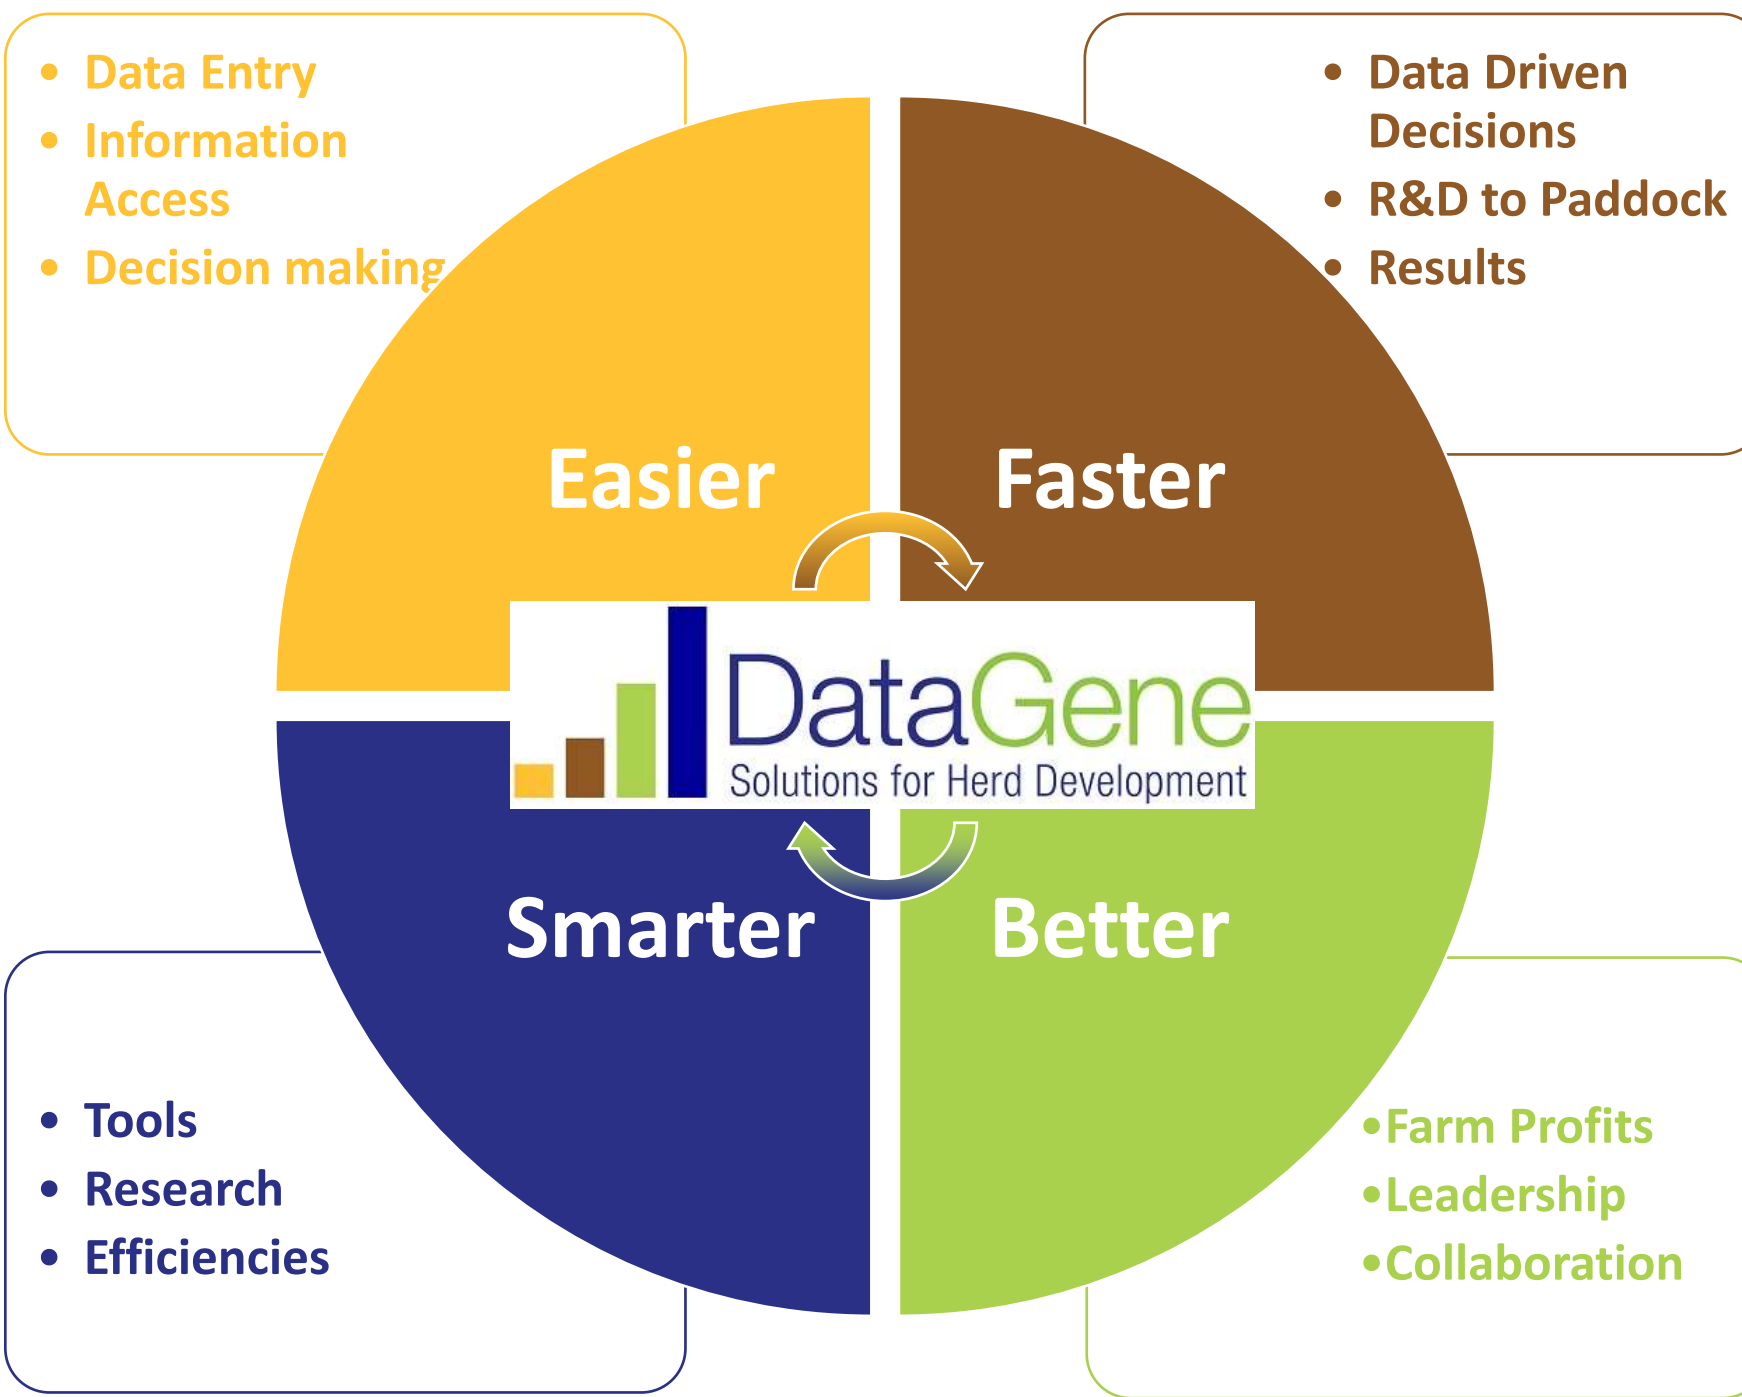 • Data Entry
• Information
Access
• Decision making
• Data Driven
Decisions
• R&D to Paddock
• Results
Easier
Faster
DataGene
Solutions for Herd Development
Smarter
Better
• Tools
• Research
• Efficiencies
•Farm Profits
•Leadership
•Collaboration